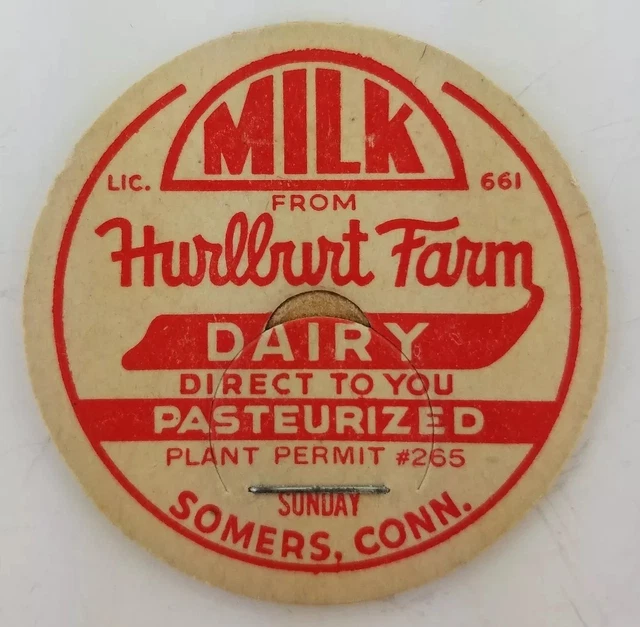 MILK
LIC. 661
FROM
Hurlburt Farm
DAIRY
DIRECT TO YOU
PASTEURIZED
PLANT PERMIT #265
SUNDAY
SOMERS, CONN.